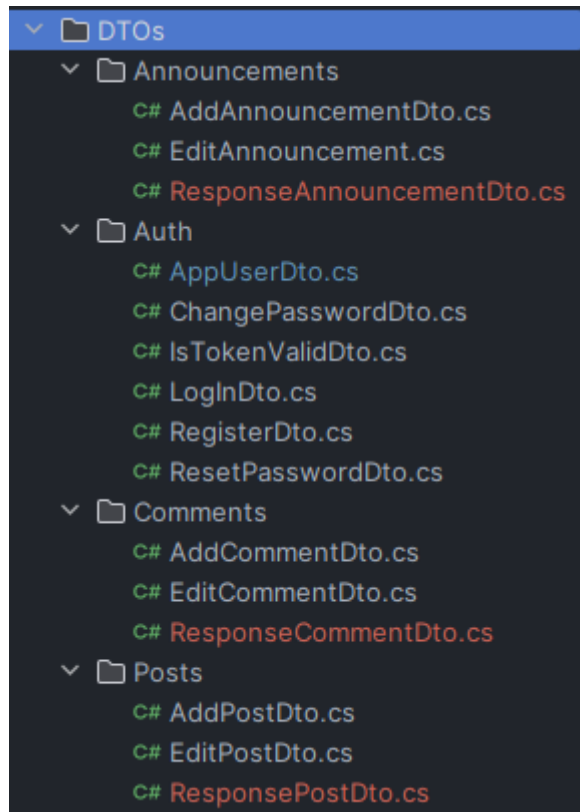 DTOs
Announcements
C# AddAnnouncementDto.cs
C# EditAnnouncement.cs
C# ResponseAnnouncementDto.cs
Auth
C# AppUserDto.cs
C# ChangePasswordDto.cs
C# IsTokenValidDto.cs
C# LogInDto.cs
C# RegisterDto.cs
C# ResetPasswordDto.cs
Comments
C# AddCommentDto.cs
C# EditCommentDto.cs
C# ResponseCommentDto.cs
Posts
C# AddPostDto.cs
C# EditPostDto.cs
C# ResponsePostDto.cs